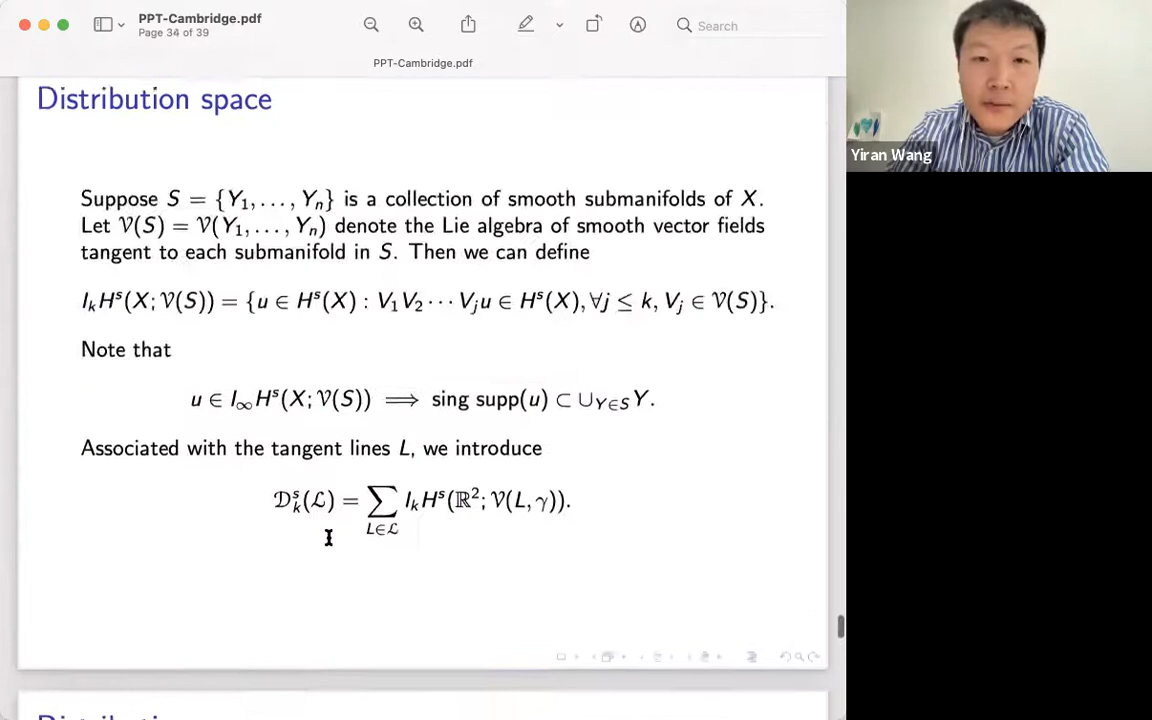 PPT-Cambridge.pdf
Page 34 of 39
Search
PPT-Cambridge.pdf
Yiran Wang
Distribution space
Suppose S = {Y₁, . . . , Yₙ} is a collection of smooth submanifolds of X.
Let 𝒱(S) = 𝒱(Y₁, . . . , Yₙ) denote the Lie algebra of smooth vector fields
tangent to each submanifold in S. Then we can define
IₖHˢ(X; 𝒱(S)) = {u ∈ Hˢ(X) : V₁V₂ ⋯ Vⱼu ∈ Hˢ(X), ∀j ≤ k, Vⱼ ∈ 𝒱(S)}.
Note that
u ∈ I∞Hˢ(X; 𝒱(S)) ⟹ sing supp(u) ⊂ ∪_{Y∈S} Y.
Associated with the tangent lines L, we introduce
𝒟ₖˢ(ℒ) = ∑_{L∈ℒ} IₖHˢ(ℝ²; 𝒱(L, γ)).